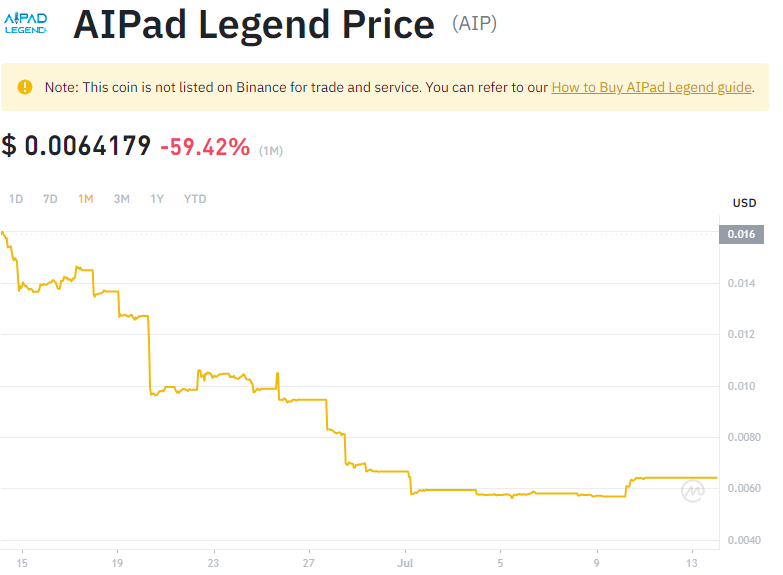 AIPAD
LEGEND
AIPad Legend Price (AIP)
Note: This coin is not listed on Binance for trade and service. You can refer to our How to Buy AIPad Legend guide.
$ 0.0064179 -59.42% (1M)
1D 7D 1M 3M 1Y YTD
USD
0.016
0.014
0.012
0.010
0.0080
0.0060
0.0040
15 19 23 27 Jul 5 9 13